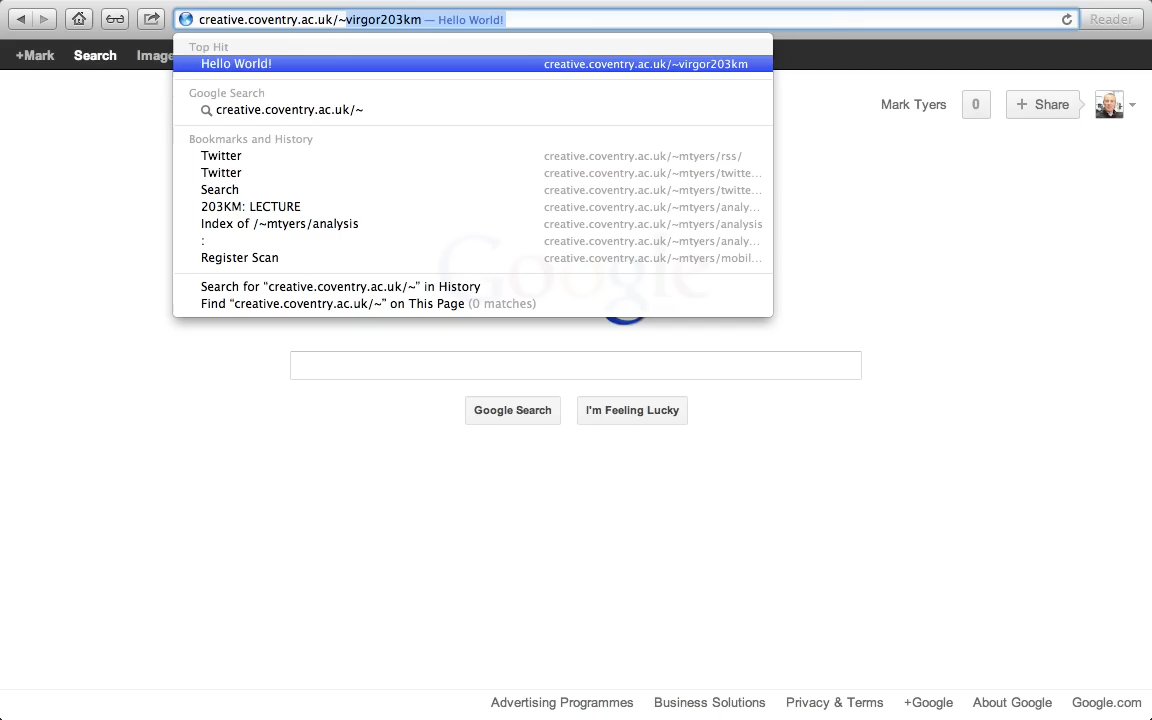 creative.coventry.ac.uk/~virgor203km — Hello World!
Reader
+Mark Search Image
Top Hit
Hello World! creative.coventry.ac.uk/~virgor203km
Google Search
creative.coventry.ac.uk/~
Bookmarks and History
Twitter creative.coventry.ac.uk/~mtyers/rss/
Twitter creative.coventry.ac.uk/~mtyers/twitte...
Search creative.coventry.ac.uk/~mtyers/twitte...
203KM: LECTURE creative.coventry.ac.uk/~mtyers/analy...
Index of /~mtyers/analysis creative.coventry.ac.uk/~mtyers/analysis
: creative.coventry.ac.uk/~mtyers/analy...
Register Scan creative.coventry.ac.uk/~mtyers/mobil...
Search for “creative.coventry.ac.uk/~” in History
Find “creative.coventry.ac.uk/~” on This Page (0 matches)
Mark Tyers 0 + Share
Google
Google Search I'm Feeling Lucky
Advertising Programmes Business Solutions Privacy & Terms +Google About Google Google.com